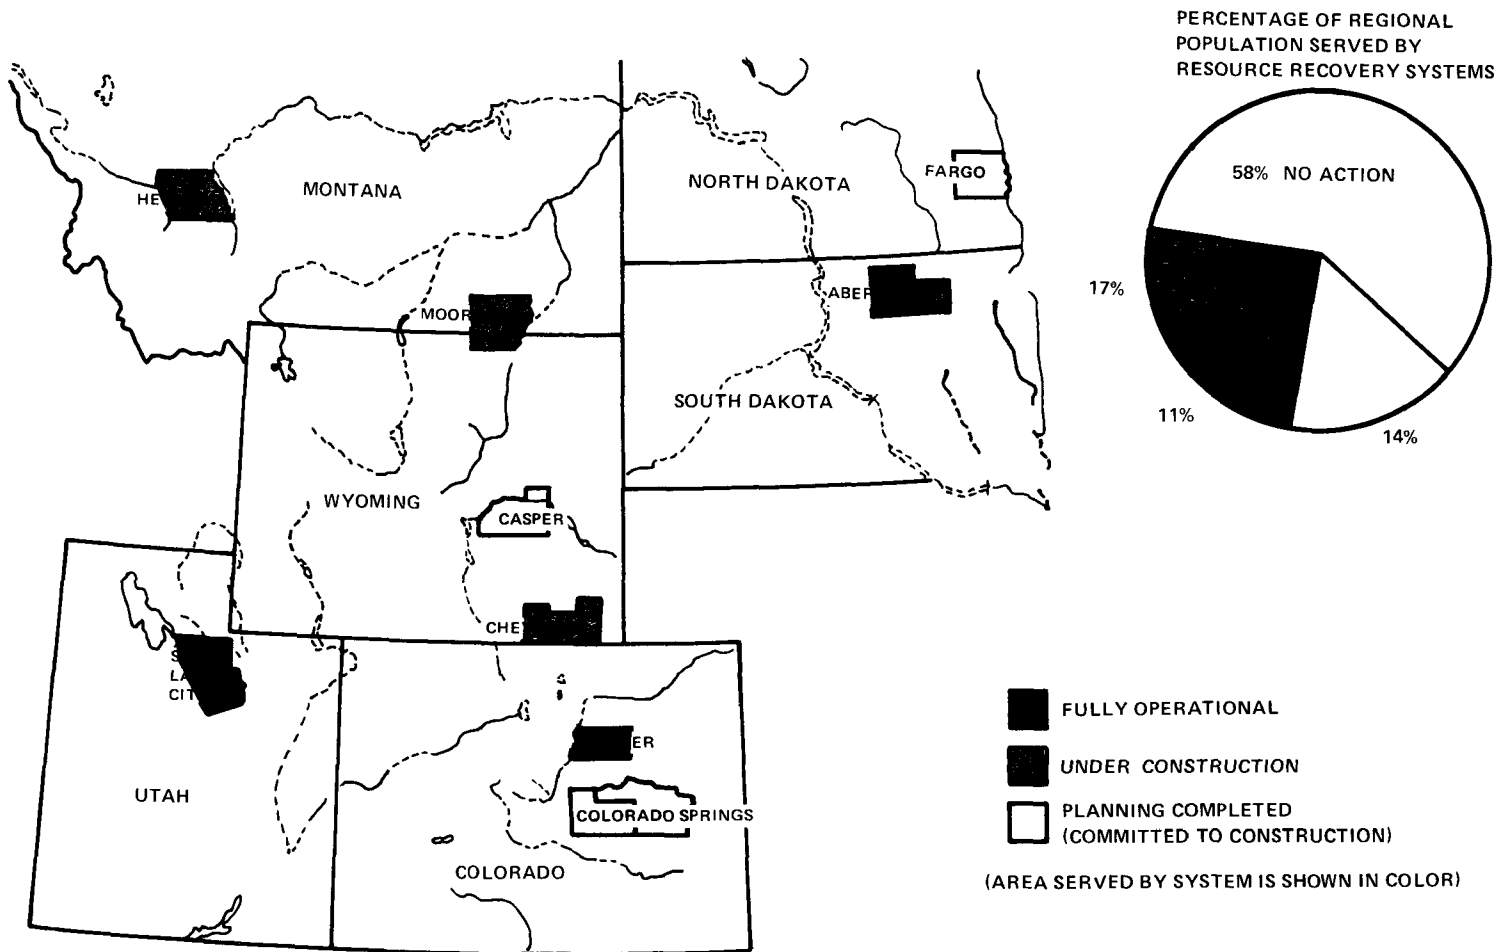 PERCENTAGE OF REGIONAL
POPULATION SERVED BY
RESOURCE RECOVERY SYSTEMS
58% NO ACTION
17%
11%
14%
MONTANA
NORTH DAKOTA
FARGO
HE
MOOR
ABER
SOUTH DAKOTA
WYOMING
CASPER
CHE
S
LA
CIT
ER
UTAH
COLORADO SPRINGS
COLORADO
FULLY OPERATIONAL
UNDER CONSTRUCTION
PLANNING COMPLETED
(COMMITTED TO CONSTRUCTION)
(AREA SERVED BY SYSTEM IS SHOWN IN COLOR)